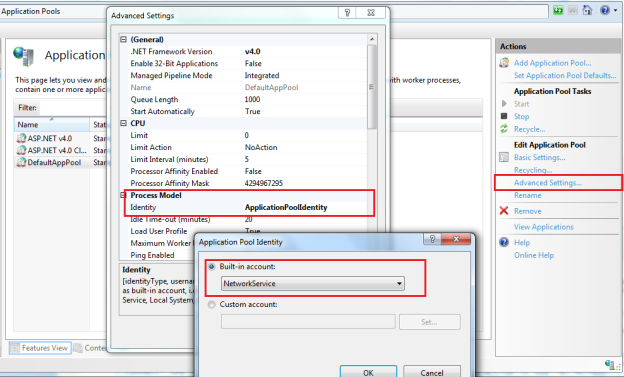 Application Pools
Application
This page lets you view and
ith worker processes,
contain one or more applic
Filter:
Name
ASP.NET v4.0
ASP.NET v4.0 Cl...
DefaultAppPool
Features View
Advanced Settings
(General)
.NET Framework Version v4.0
Enable 32-Bit Applications False
Managed Pipeline Mode Integrated
Name DefaultAppPool
Queue Length 1000
Start Automatically True
CPU
Limit 0
Limit Action NoAction
Limit Interval (minutes) 5
Processor Affinity Enabled False
Processor Affinity Mask 4294967295
Process Model
Identity ApplicationPoolIdentity
Idle Time-out (minutes) 20
Load User Profile True
Maximum Worker
Ping Enabled
Identity
[identityType, userna
as built-in account, i.e
Service, Local System,
Application Pool Identity
Built-in account:
NetworkService
Custom account:
Set...
OK Cancel
Actions
Add Application Pool...
Set Application Pool Defaults...
Application Pool Tasks
Start
Stop
Recycle...
Edit Application Pool
Basic Settings...
Recycling...
Advanced Settings...
Rename
Remove
View Applications
Help
Online Help